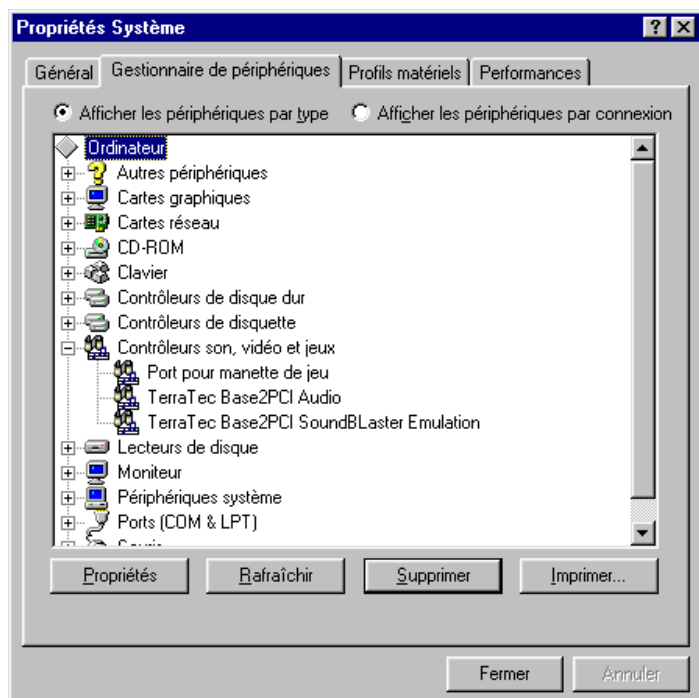 Propriétés Système
Général Gestionnaire de périphériques Profils matériels Performances
Afficher les périphériques par type Afficher les périphériques par connexion
Ordinateur
Autres périphériques
Cartes graphiques
Cartes réseau
CD-ROM
Clavier
Contrôleurs de disque dur
Contrôleurs de disquette
Contrôleurs son, vidéo et jeux
Port pour manette de jeu
TerraTec Base2PCI Audio
TerraTec Base2PCI SoundBLaster Emulation
Lecteurs de disque
Moniteur
Périphériques système
Ports (COM & LPT)
Propriétés Rafraîchir Supprimer Imprimer...
Fermer Annuler